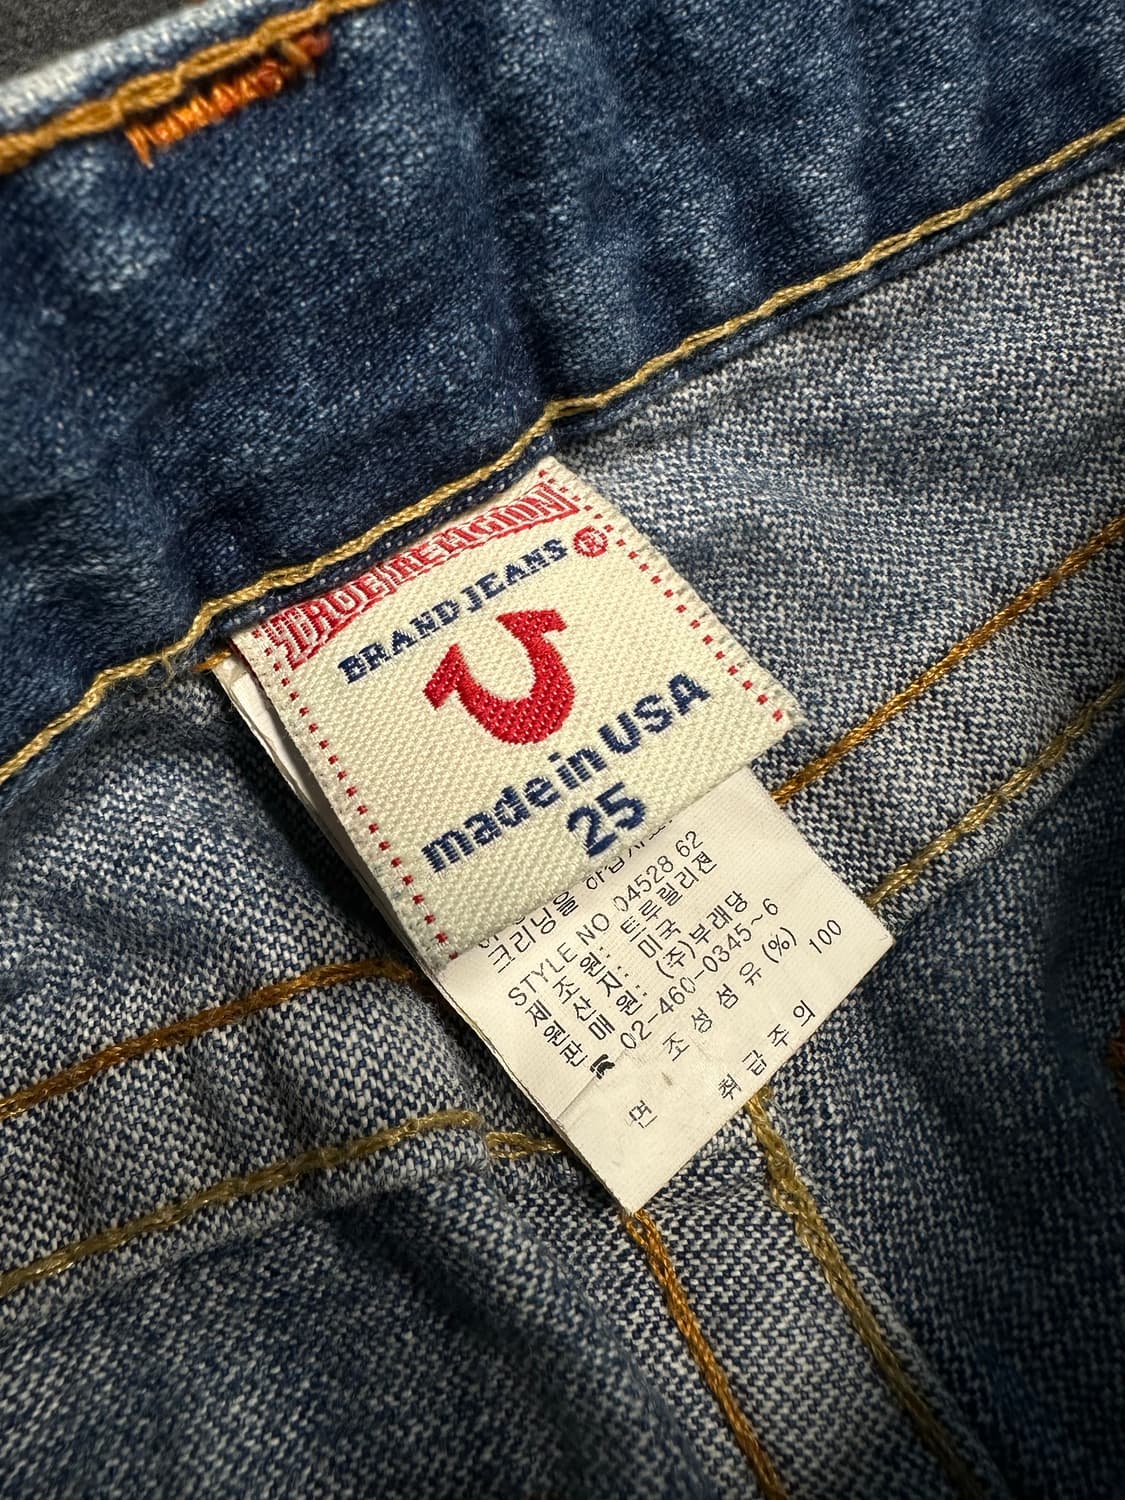 TRUE RELIGION
BRAND JEANS ®
made in USA
25
크리닝을 하십시오
STYLE NO 04528 62
제 조 원: 트루릴리젼
원 산 지: 미국
판 매 원: (주)부래당
☎ 02-460-0345~6
조 성 섬 유 (%)
면 100
취 급 주 의